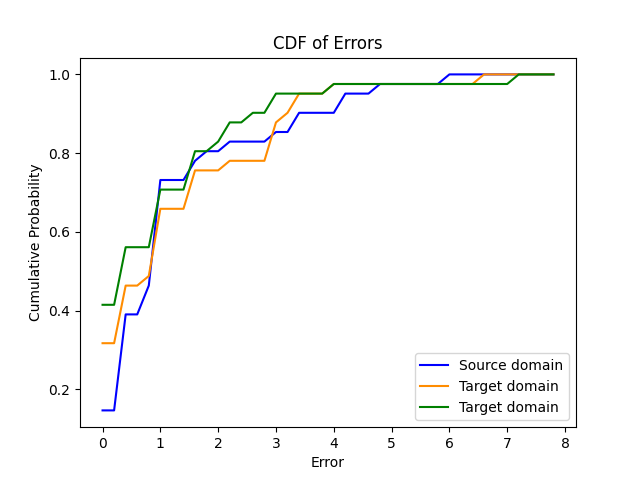 CDF of Errors
1.0
0.8
0.6
0.4
0.2
Cumulative Probability
Source domain
Target domain
Target domain
0 1 2 3 4 5 6 7 8
Error